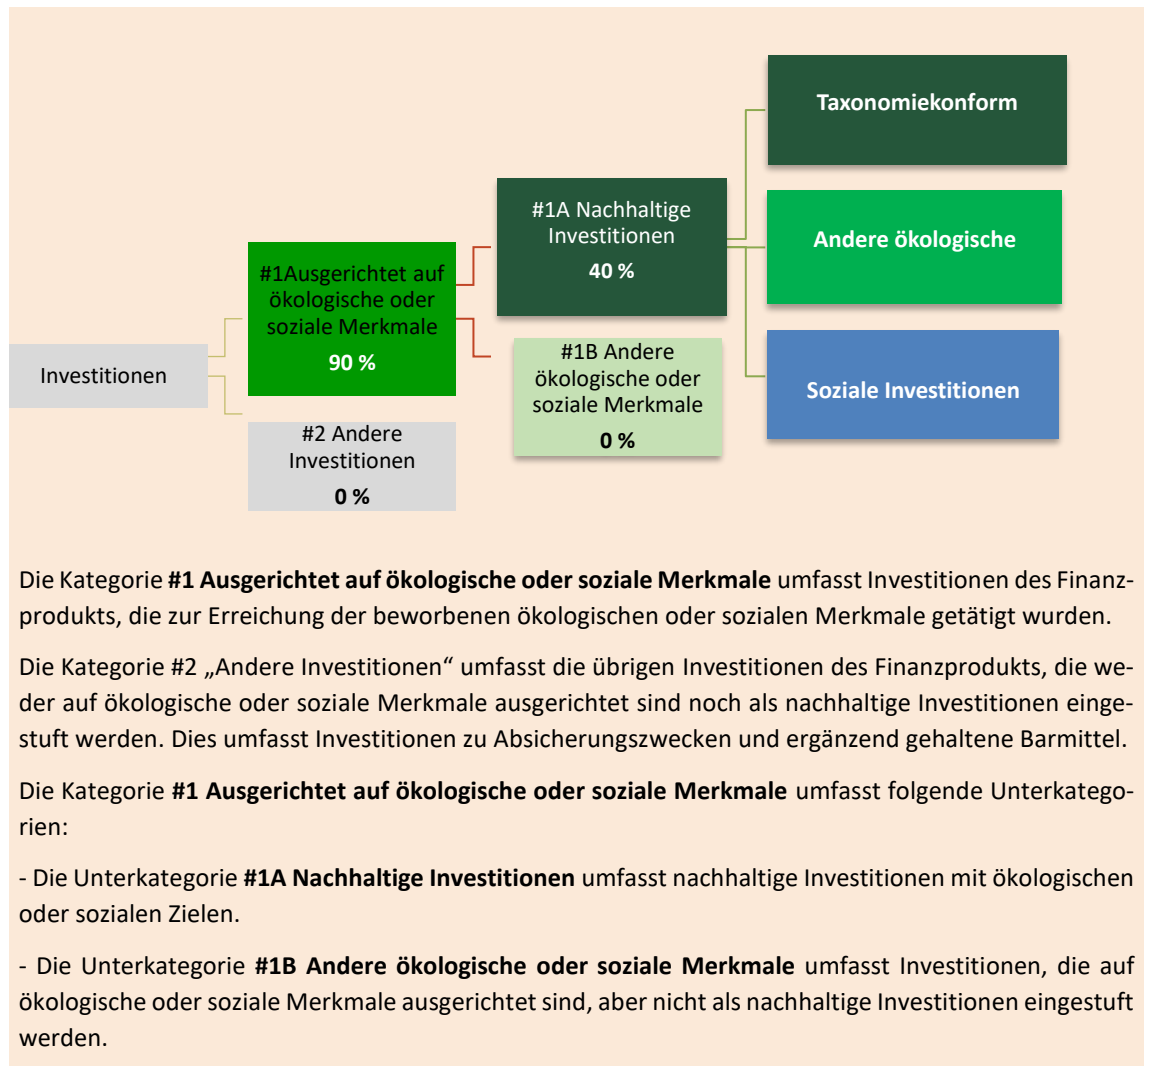 Taxonomiekonform
#1A Nachhaltige
Investitionen
40 %
Andere ökologische
#1Ausgerichtet auf
ökologische oder
soziale Merkmale
90 %
Investitionen
#1B Andere
ökologische oder
soziale Merkmale
0 %
Soziale Investitionen
#2 Andere
Investitionen
0 %
Die Kategorie #1 Ausgerichtet auf ökologische oder soziale Merkmale umfasst Investitionen des Finanz-
produkts, die zur Erreichung der beworbenen ökologischen oder sozialen Merkmale getätigt wurden.
Die Kategorie #2 „Andere Investitionen“ umfasst die übrigen Investitionen des Finanzprodukts, die we-
der auf ökologische oder soziale Merkmale ausgerichtet sind noch als nachhaltige Investitionen einge-
stuft werden. Dies umfasst Investitionen zu Absicherungszwecken und ergänzend gehaltene Barmittel.
Die Kategorie #1 Ausgerichtet auf ökologische oder soziale Merkmale umfasst folgende Unterkatego-
rien:
- Die Unterkategorie #1A Nachhaltige Investitionen umfasst nachhaltige Investitionen mit ökologischen
oder sozialen Zielen.
- Die Unterkategorie #1B Andere ökologische oder soziale Merkmale umfasst Investitionen, die auf
ökologische oder soziale Merkmale ausgerichtet sind, aber nicht als nachhaltige Investitionen eingestuft
werden.